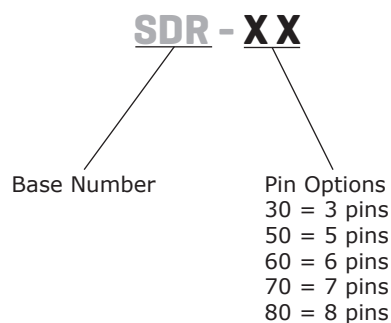 SDR - XX
Base Number
Pin Options
30 = 3 pins
50 = 5 pins
60 = 6 pins
70 = 7 pins
80 = 8 pins